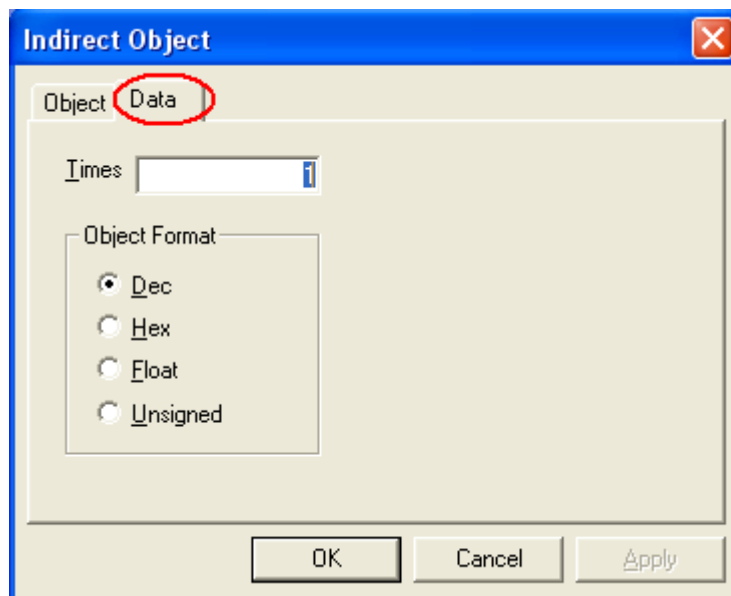 Indirect Object
Object Data
Times 1
Object Format
Dec
Hex
Float
Unsigned
OK Cancel Apply